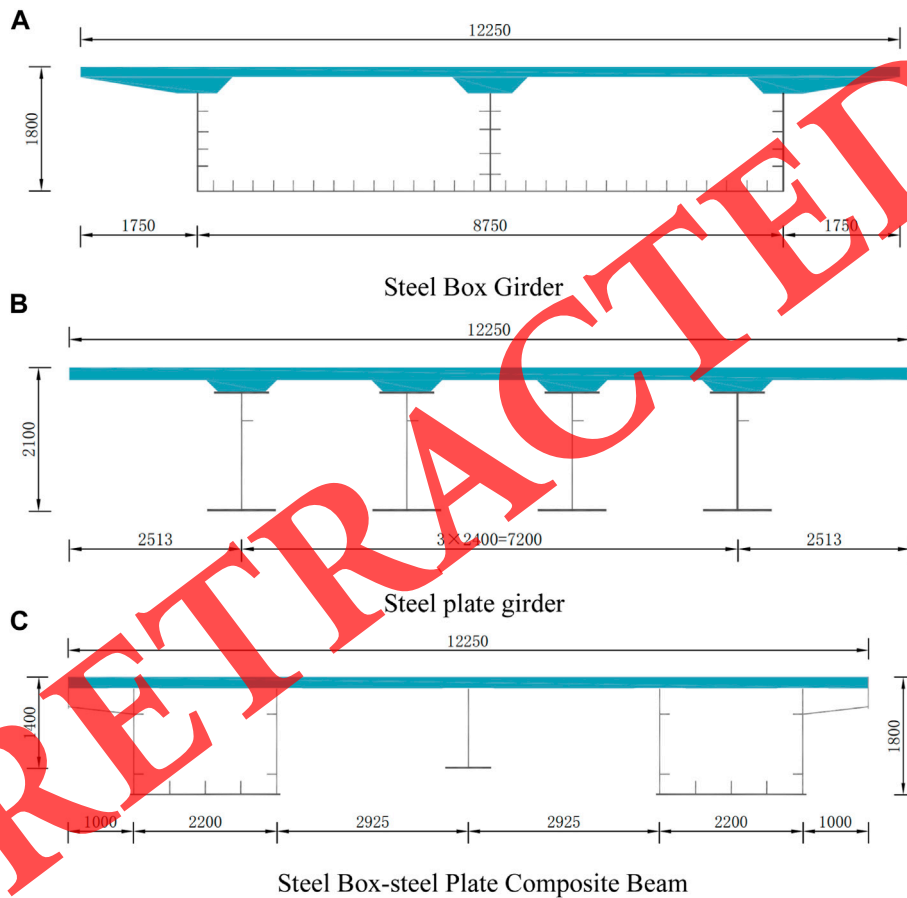 A
12250
1800
1750 8750 1750
Steel Box Girder
B
12250
2100
2513 3×2400=7200 2513
Steel plate girder
C
12250
1400 1800
1000 2200 2925 2925 2200 1000
Steel Box-steel Plate Composite Beam
RETRACTED